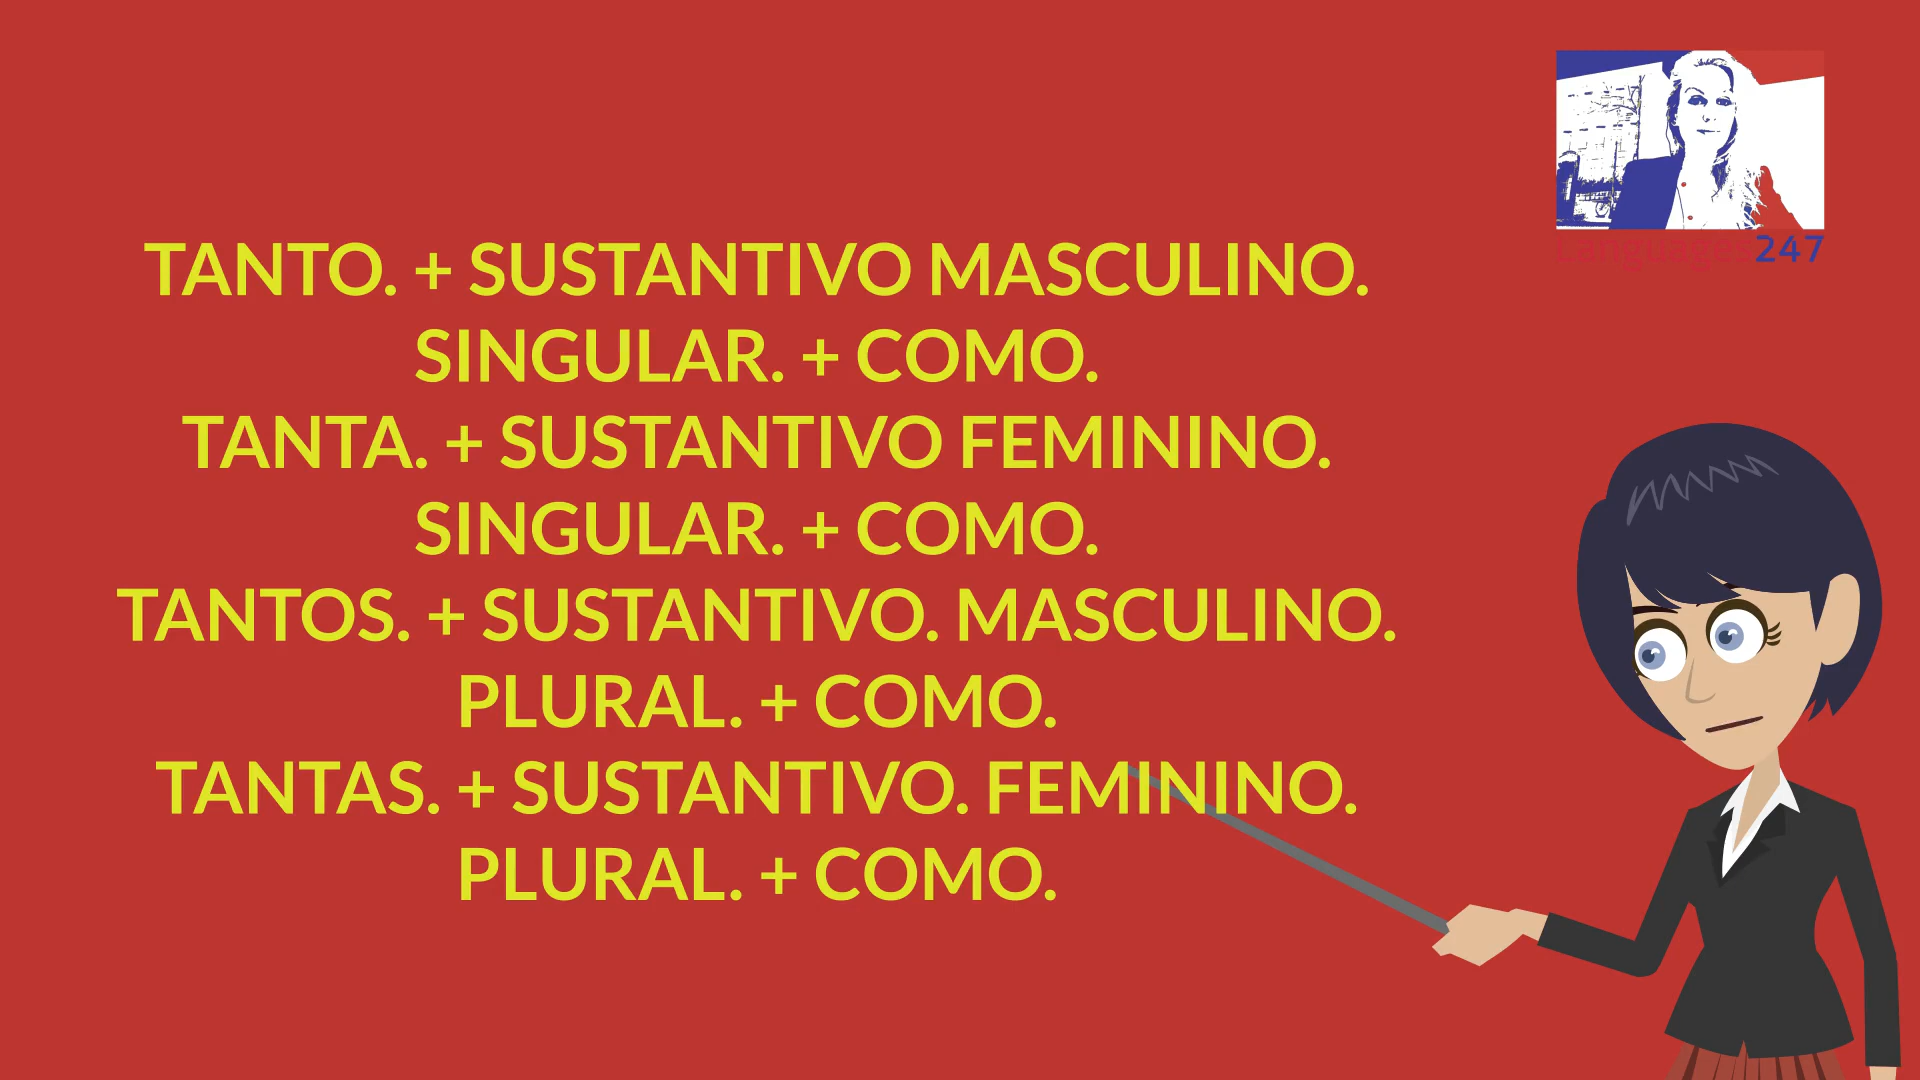 Languages247
TANTO. + SUSTANTIVO MASCULINO.
SINGULAR. + COMO.
TANTA. + SUSTANTIVO FEMININO.
SINGULAR. + COMO.
TANTOS. + SUSTANTIVO. MASCULINO.
PLURAL. + COMO.
TANTAS. + SUSTANTIVO. FEMININO.
PLURAL. + COMO.